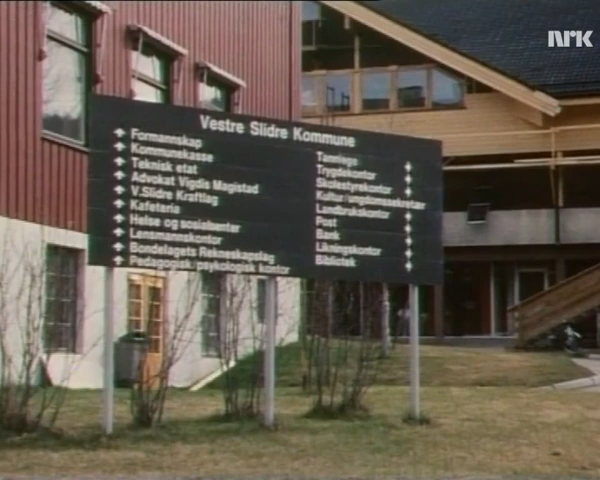 NRK
Vestre Slidre Kommune
Formannskap
Kommunekasse
Teknisk etat
Advokat Vigdis Magistad
V.Slidre Kraftlag
Kafeteria
Helse og sosialsenter
Lensmannskontor
Bondelagets Rekneskapslag
Pedagogisk psykologisk kontor
Tannlege
Trygdekontor
Skolestyrekontor
Kultur/ungdomssekretær
Landbrukskontor
Post
Bank
Likningskontor
Bibliotek